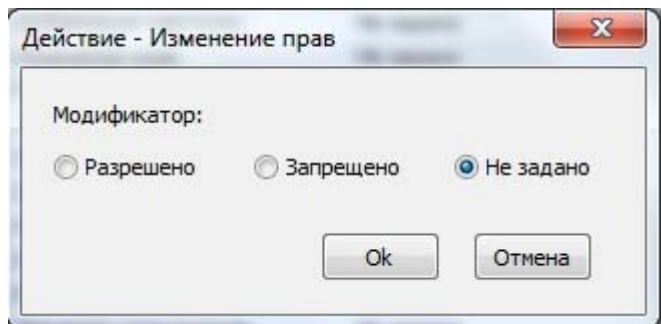 Действие - Изменение прав
Модификатор:
Разрешено Запрещено Не задано
Ok Отмена